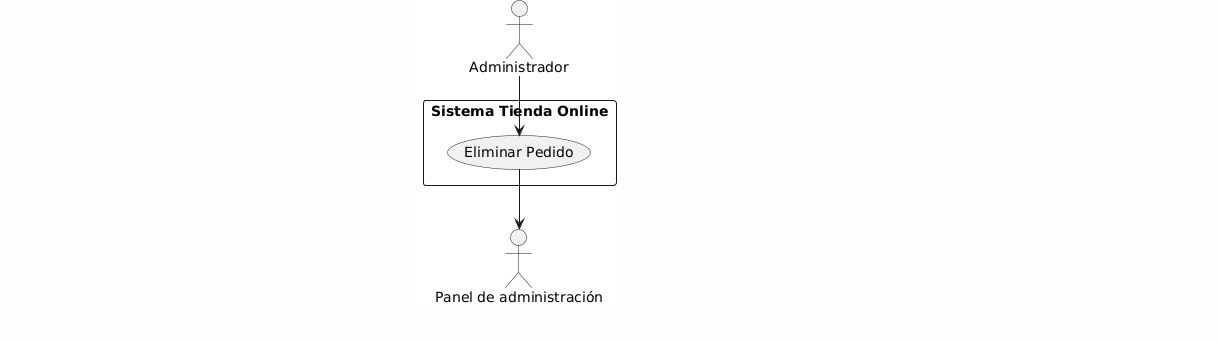 Administrador
Sistema Tienda Online
Eliminar Pedido
Panel de administración